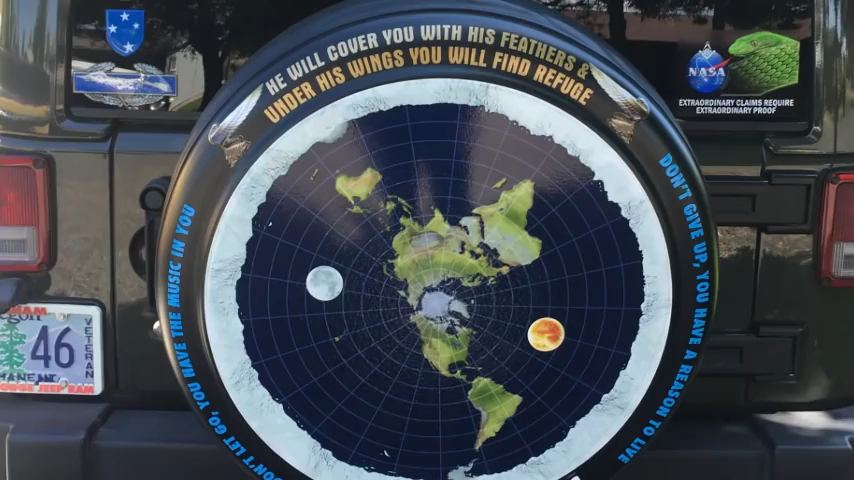 HE WILL COVER YOU WITH HIS FEATHERS &
UNDER HIS WINGS YOU WILL FIND REFUGE
NASA
EXTRAORDINARY CLAIMS REQUIRE
EXTRAORDINARY PROOF
DON'T GIVE UP, YOU HAVE A REASON TO LIVE
DON'T LET GO, YOU HAVE THE MUSIC IN YOU
46
VETERAN